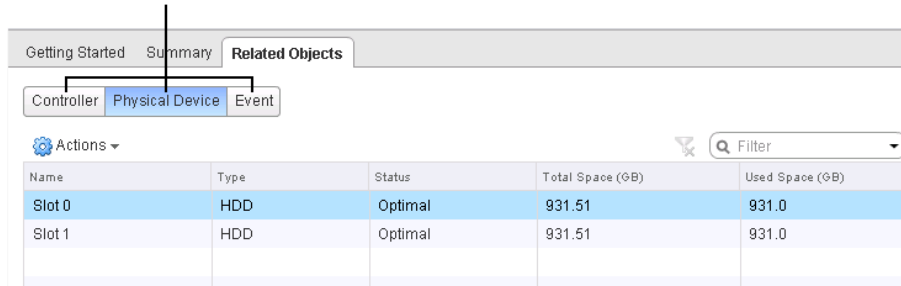 Getting Started Summary Related Objects
Controller Physical Device Event
Actions Filter
Name Type Status Total Space (GB) Used Space (GB)
Slot 0 HDD Optimal 931.51 931.0
Slot 1 HDD Optimal 931.51 931.0